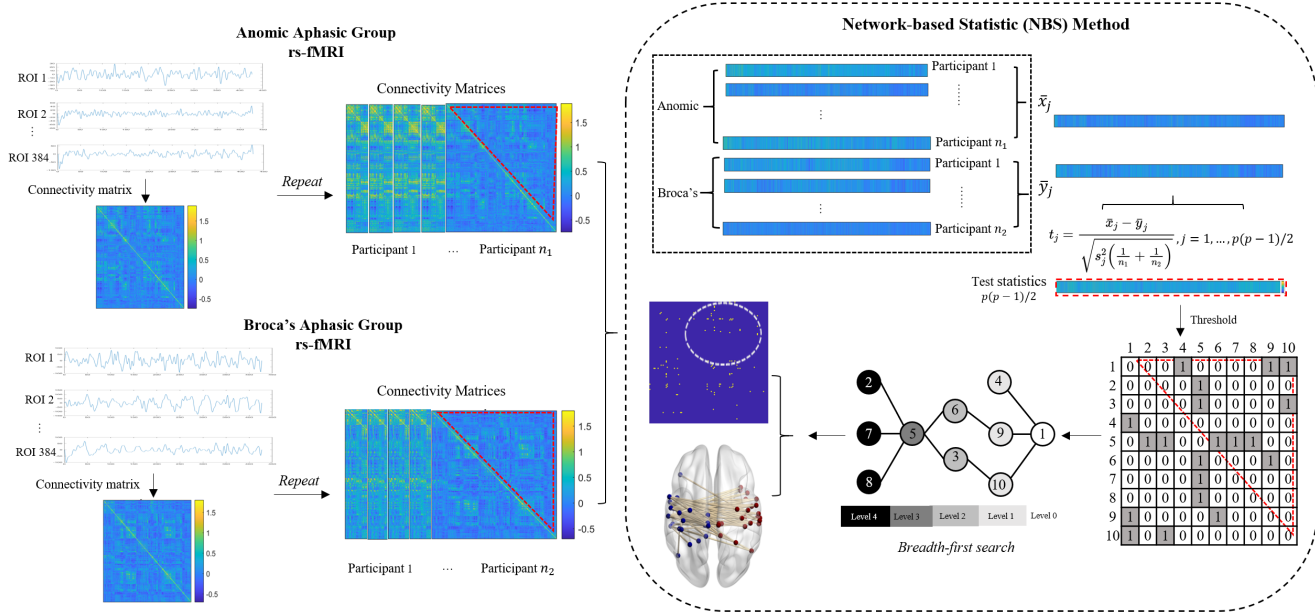 Anomic Aphasic Group
rs-fMRI
ROI 1
ROI 2
⋮
ROI 384
Connectivity matrix
1.5
1
0.5
0
-0.5
Repeat
Connectivity Matrices
1.5
1
0.5
0
-0.5
Participant 1 ... Participant n₁
Broca's Aphasic Group
rs-fMRI
ROI 1
ROI 2
⋮
ROI 384
Connectivity matrix
1.5
1
0.5
0
-0.5
Repeat
Connectivity Matrices
1.5
1
0.5
0
-0.5
Participant 1 ... Participant n₂
Network-based Statistic (NBS) Method
Anomic
Participant 1
⋮
Participant n₁
Broca's
Participant 1
⋮
Participant n₂
x̄ⱼ
ȳⱼ
tⱼ = (x̄ⱼ − ȳⱼ) / √(sⱼ²(1/n₁ + 1/n₂)), j = 1, ..., p(p − 1)/2
Test statistics
p(p − 1)/2
Threshold
1 2 3 4 5 6 7 8 9 10
1 0 0 0 1 0 0 0 0 1 1
2 0 0 0 0 1 0 0 0 0 0
3 0 0 0 0 1 0 0 0 0 1
4 1 0 0 0 0 0 0 0 0 0
5 0 1 1 0 0 1 1 1 0 0
6 0 0 0 0 1 0 0 0 1 0
7 0 0 0 0 1 0 0 0 0 0
8 0 0 0 0 1 0 0 0 0 0
9 1 0 0 0 0 1 0 0 0 0
10 1 0 1 0 0 0 0 0 0 0
2
4
6
7
5
9
1
3
8
10
Level 4 Level 3 Level 2 Level 1 Level 0
Breadth-first search